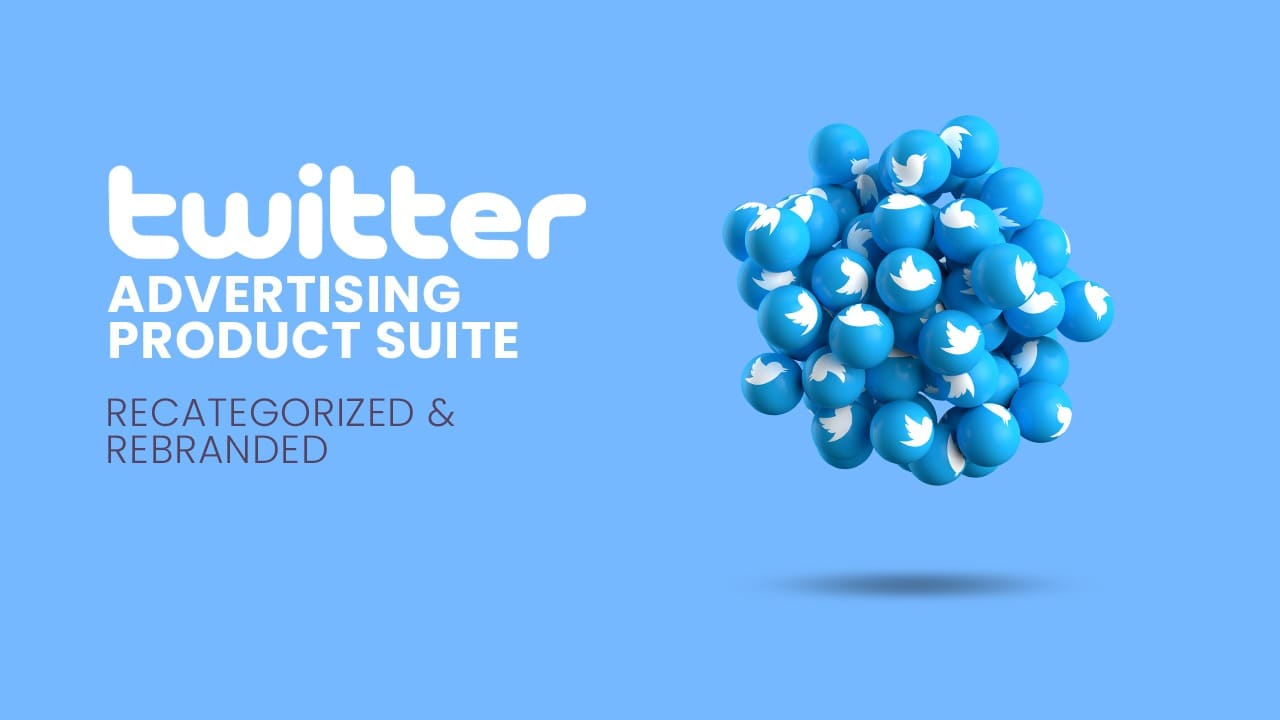 twitter
ADVERTISING
PRODUCT SUITE
RECATEGORIZED &
REBRANDED